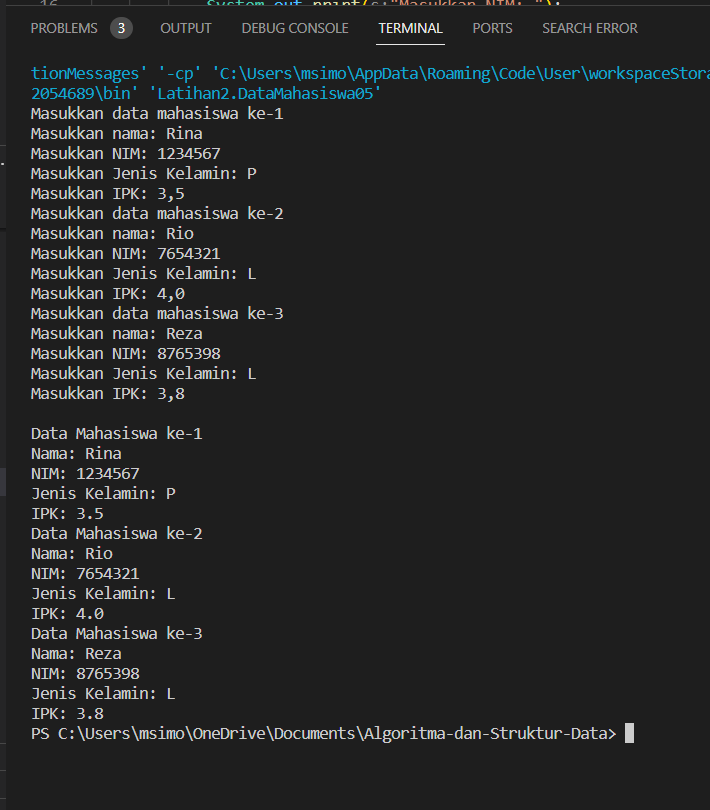 16 System.out.print(s:"Masukkan NIM: ");
PROBLEMS 3 OUTPUT DEBUG CONSOLE TERMINAL PORTS SEARCH ERROR
tionMessages' '-cp' 'C:\Users\msimo\AppData\Roaming\Code\User\workspaceStora
2054689\bin' 'Latihan2.DataMahasiswa05'
Masukkan data mahasiswa ke-1
Masukkan nama: Rina
Masukkan NIM: 1234567
Masukkan Jenis Kelamin: P
Masukkan IPK: 3,5
Masukkan data mahasiswa ke-2
Masukkan nama: Rio
Masukkan NIM: 7654321
Masukkan Jenis Kelamin: L
Masukkan IPK: 4,0
Masukkan data mahasiswa ke-3
Masukkan nama: Reza
Masukkan NIM: 8765398
Masukkan Jenis Kelamin: L
Masukkan IPK: 3,8
Data Mahasiswa ke-1
Nama: Rina
NIM: 1234567
Jenis Kelamin: P
IPK: 3.5
Data Mahasiswa ke-2
Nama: Rio
NIM: 7654321
Jenis Kelamin: L
IPK: 4.0
Data Mahasiswa ke-3
Nama: Reza
NIM: 8765398
Jenis Kelamin: L
IPK: 3.8
PS C:\Users\msimo\OneDrive\Documents\Algoritma-dan-Struktur-Data>